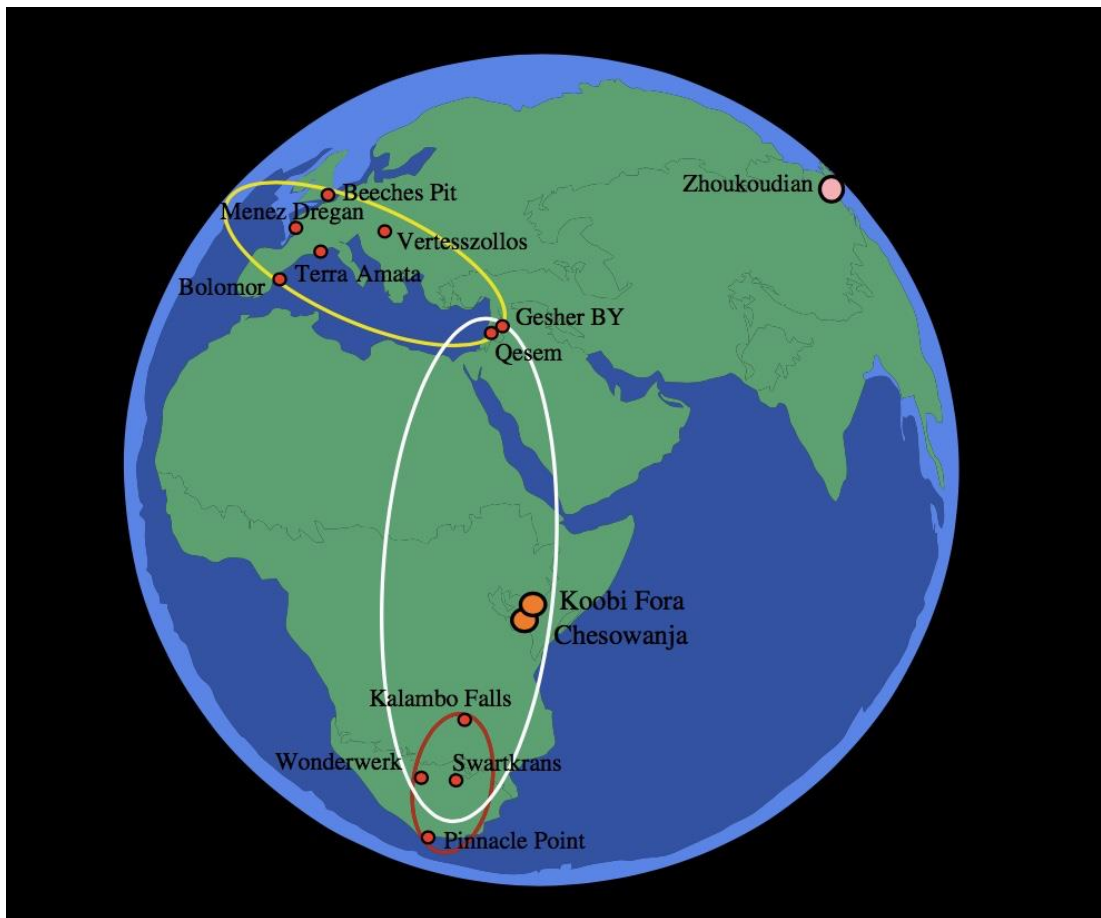 Zhoukoudian
Beeches Pit
Menez Dregan
Vertesszollos
Terra Amata
Bolomor
Gesher BY
Qesem
Koobi Fora
Chesowanja
Kalambo Falls
Wonderwerk
Swartkrans
Pinnacle Point